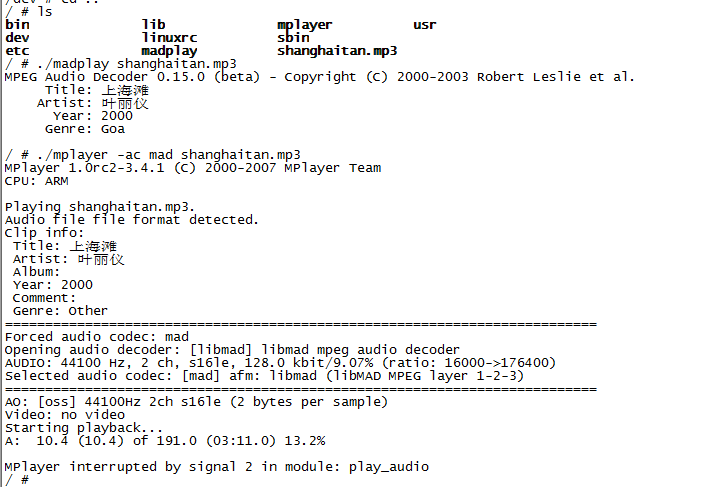 /dev # cd ..
/ # ls
bin lib mplayer usr
dev linuxrc sbin
etc madplay shanghaitan.mp3
/ # ./madplay shanghaitan.mp3
MPEG Audio Decoder 0.15.0 (beta) - Copyright (C) 2000-2003 Robert Leslie et al.
Title: 上海滩
Artist: 叶丽仪
Year: 2000
Genre: Goa
/ # ./mplayer -ac mad shanghaitan.mp3
MPlayer 1.0rc2-3.4.1 (C) 2000-2007 MPlayer Team
CPU: ARM
Playing shanghaitan.mp3.
Audio file file format detected.
Clip info:
Title: 上海滩
Artist: 叶丽仪
Album:
Year: 2000
Comment:
Genre: Other
==========================================================================
Forced audio codec: mad
Opening audio decoder: [libmad] libmad mpeg audio decoder
AUDIO: 44100 Hz, 2 ch, s16le, 128.0 kbit/9.07% (ratio: 16000->176400)
Selected audio codec: [mad] afm: libmad (libMAD MPEG layer 1-2-3)
==========================================================================
AO: [oss] 44100Hz 2ch s16le (2 bytes per sample)
Video: no video
Starting playback...
A: 10.4 (10.4) of 191.0 (03:11.0) 13.2%
MPlayer interrupted by signal 2 in module: play_audio
/ #